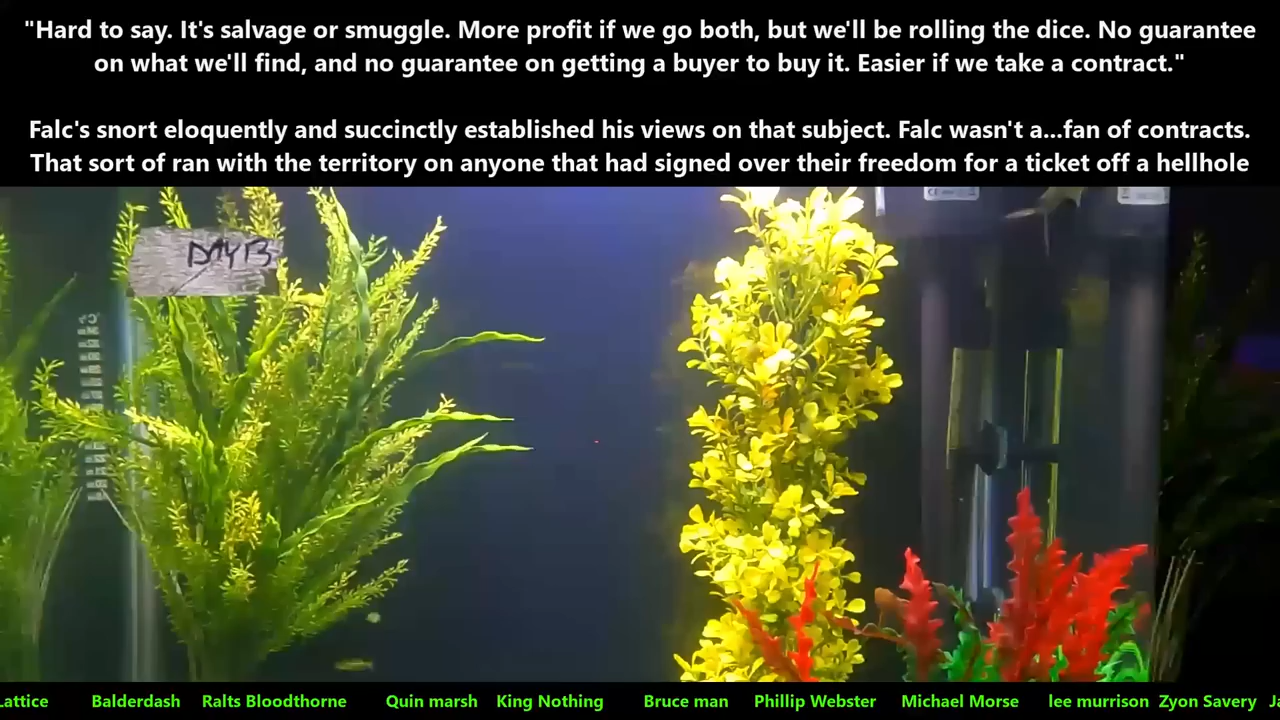 "Hard to say. It's salvage or smuggle. More profit if we go both, but we'll be rolling the dice. No guarantee
on what we'll find, and no guarantee on getting a buyer to buy it. Easier if we take a contract."
Falc's snort eloquently and succinctly established his views on that subject. Falc wasn't a...fan of contracts.
That sort of ran with the territory on anyone that had signed over their freedom for a ticket off a hellhole
DAY 13
Lattice Balderdash Ralts Bloodthorne Quin marsh King Nothing Bruce man Phillip Webster Michael Morse lee murrison Zyon Savery